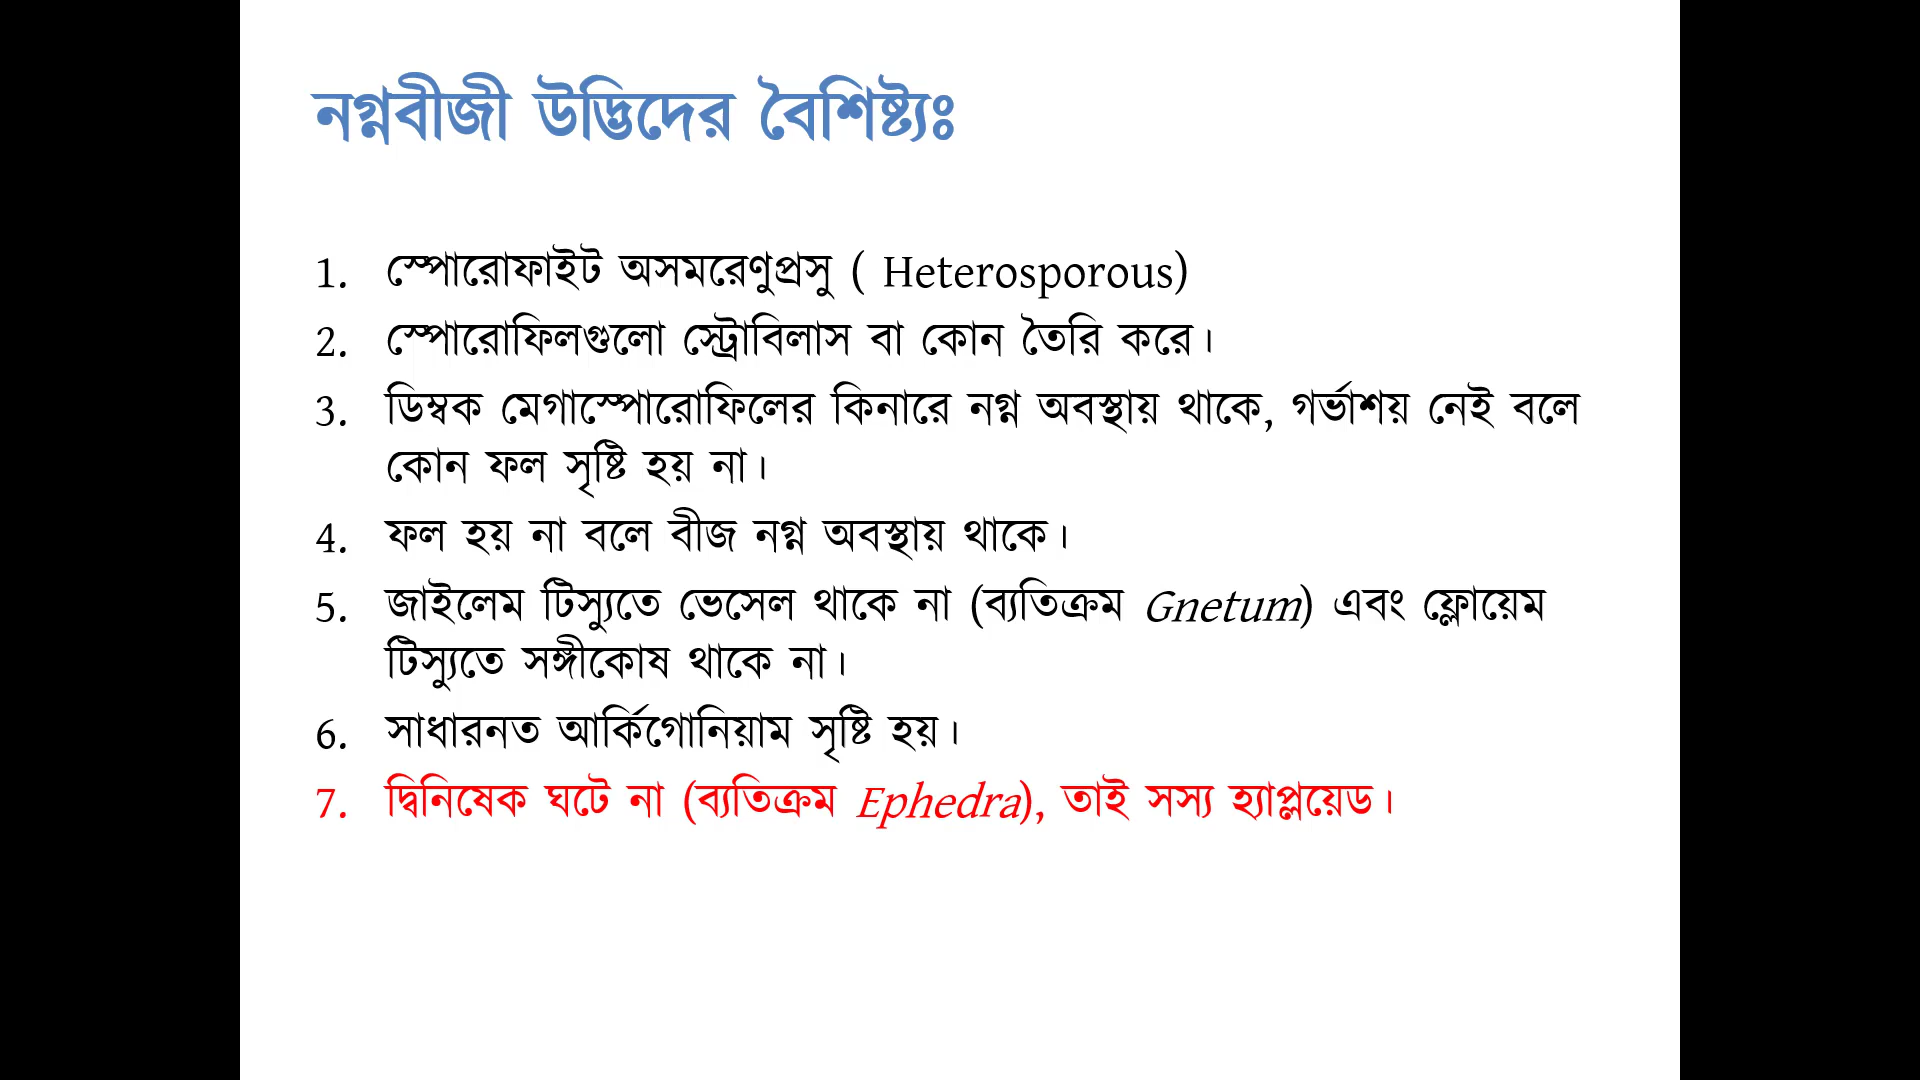 নগ্নবীজী উদ্ভিদের বৈশিষ্ট্যঃ
1. স্পোরোফাইট অসমরেণুপ্রসু ( Heterosporous)
2. স্পোরোফিলগুলো স্ট্রোবিলাস বা কোন তৈরি করে।
3. ডিম্বক মেগাস্পোরোফিলের কিনারে নগ্ন অবস্থায় থাকে, গর্ভাশয় নেই বলে
কোন ফল সৃষ্টি হয় না।
4. ফল হয় না বলে বীজ নগ্ন অবস্থায় থাকে।
5. জাইলেম টিস্যুতে ভেসেল থাকে না (ব্যতিক্রম Gnetum) এবং ফ্লোয়েম
টিস্যুতে সঙ্গীকোষ থাকে না।
6. সাধারনত আর্কিগোনিয়াম সৃষ্টি হয়।
7. দ্বিনিষেক ঘটে না (ব্যতিক্রম Ephedra), তাই সস্য হ্যাপ্লয়েড।